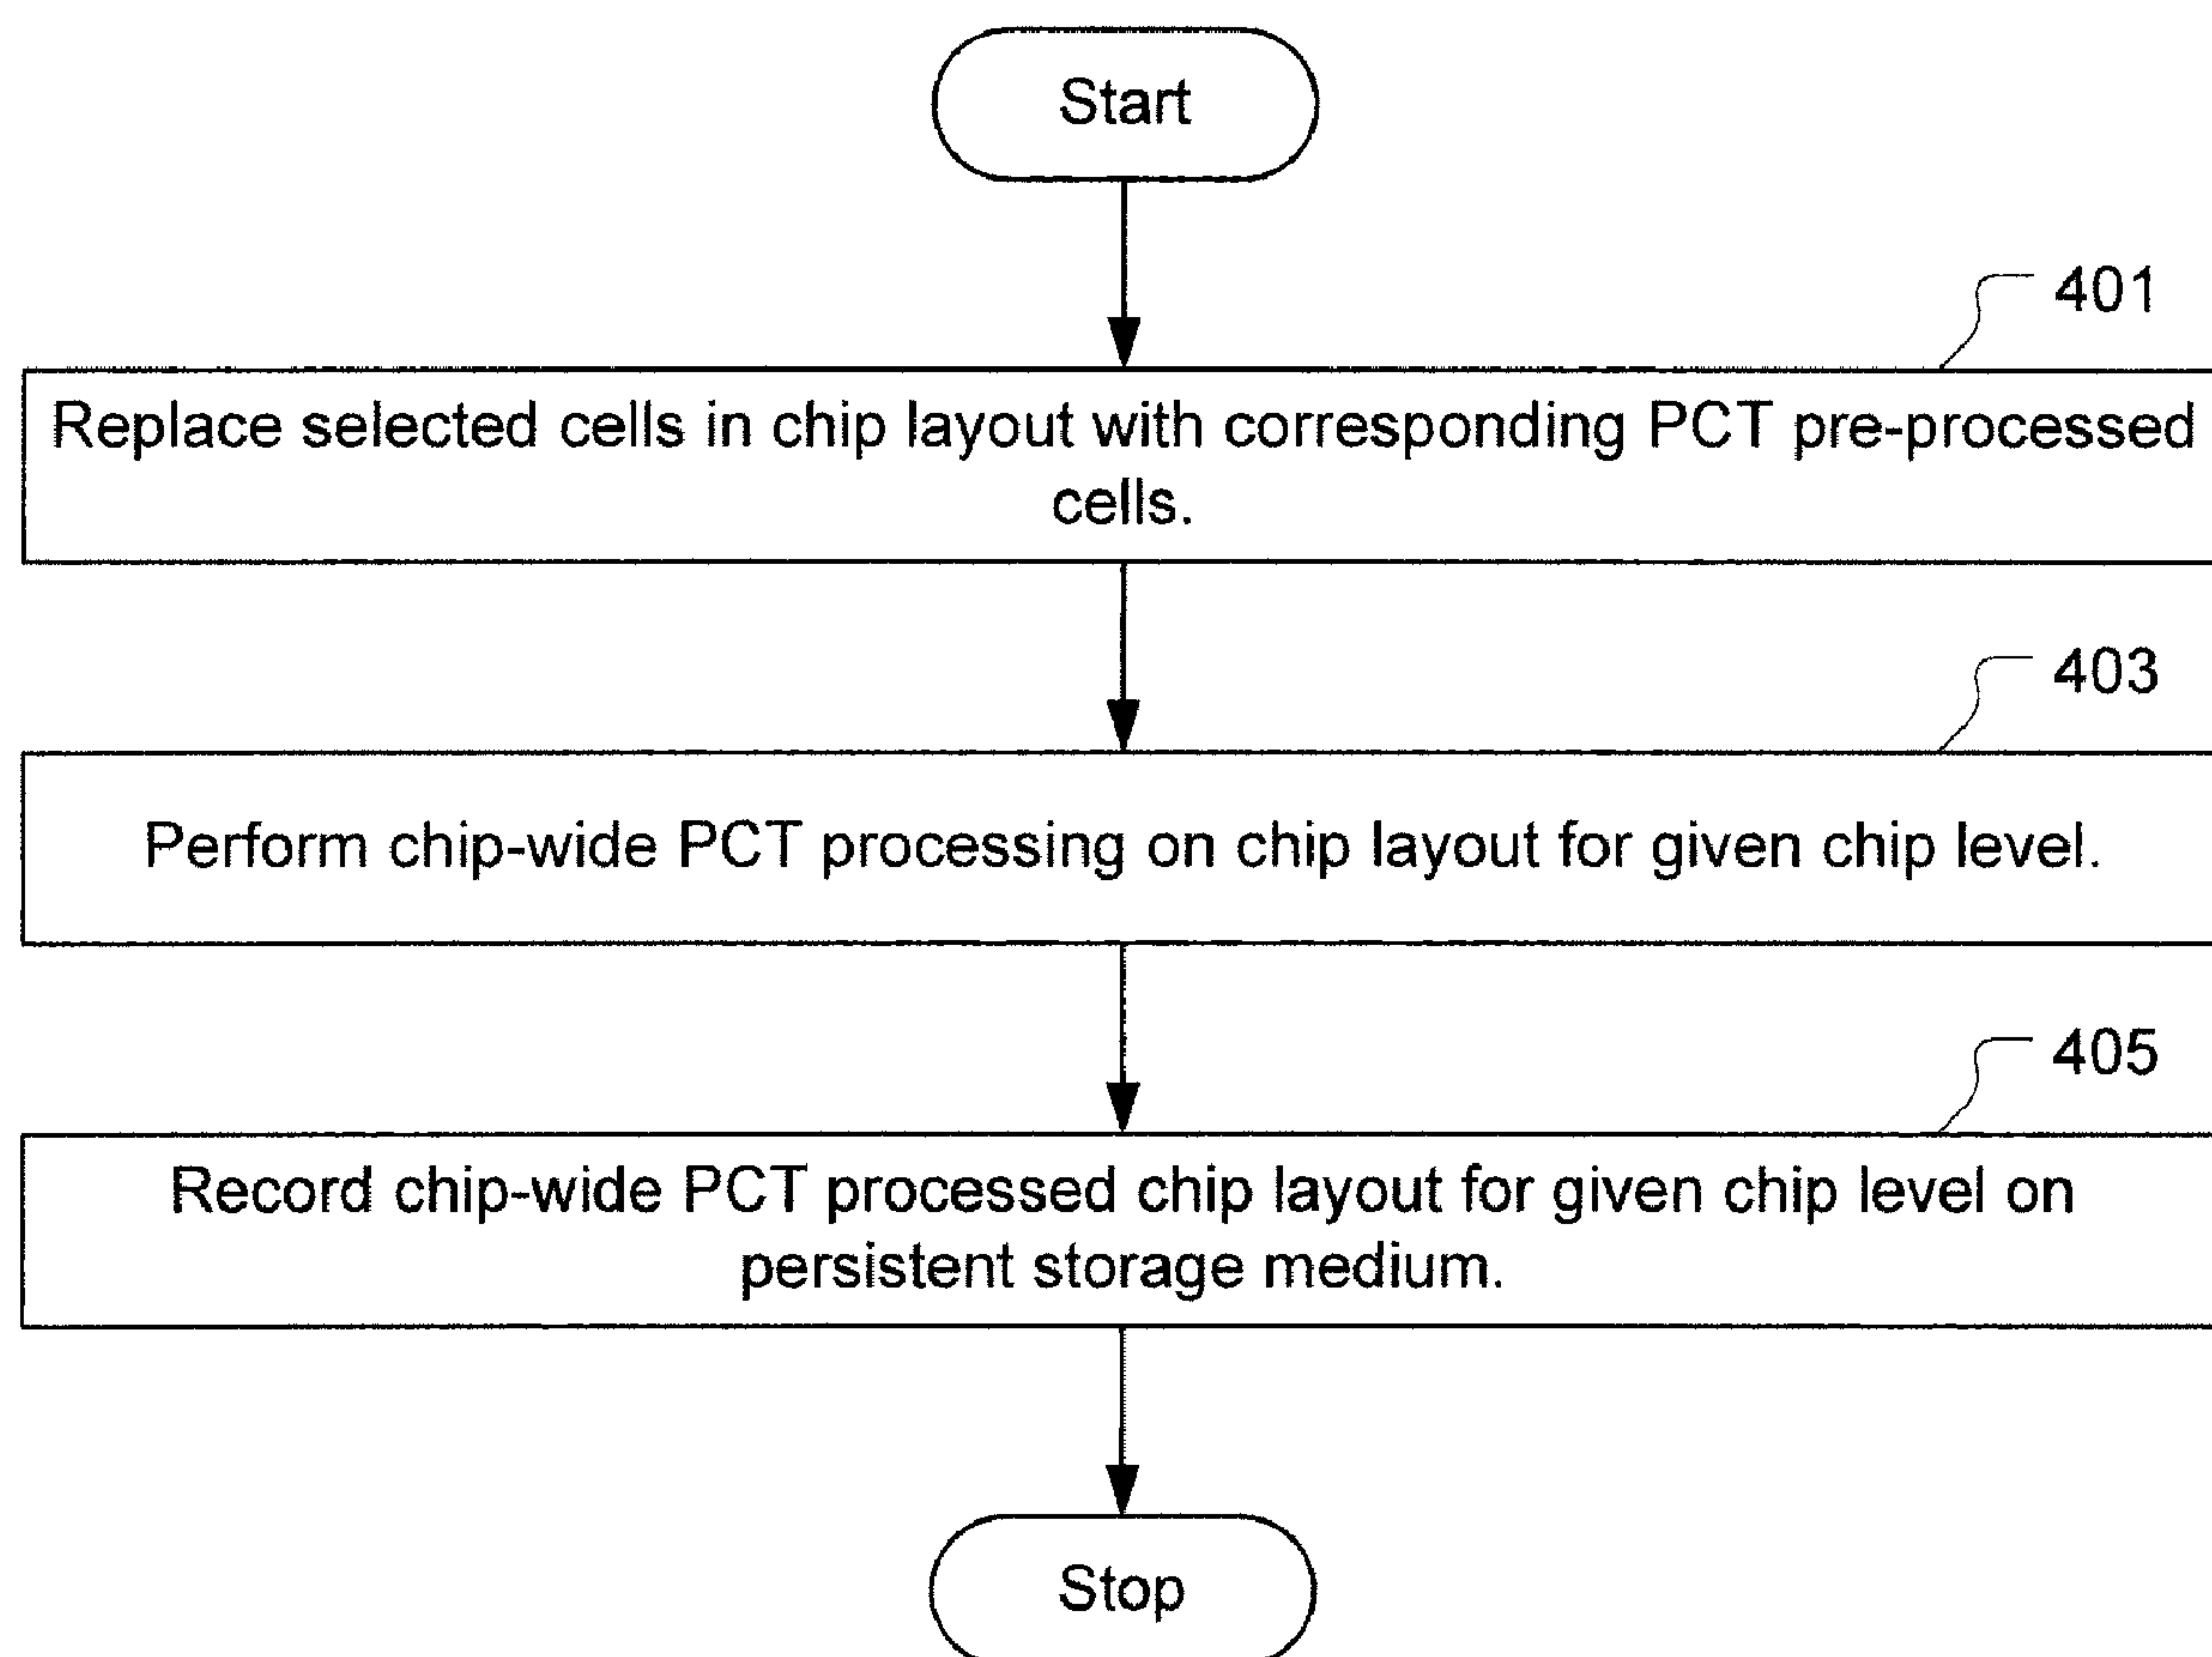 Start
401
Replace selected cells in chip layout with corresponding PCT pre-processed
cells.
403
Perform chip-wide PCT processing on chip layout for given chip level.
405
Record chip-wide PCT processed chip layout for given chip level on
persistent storage medium.
Stop